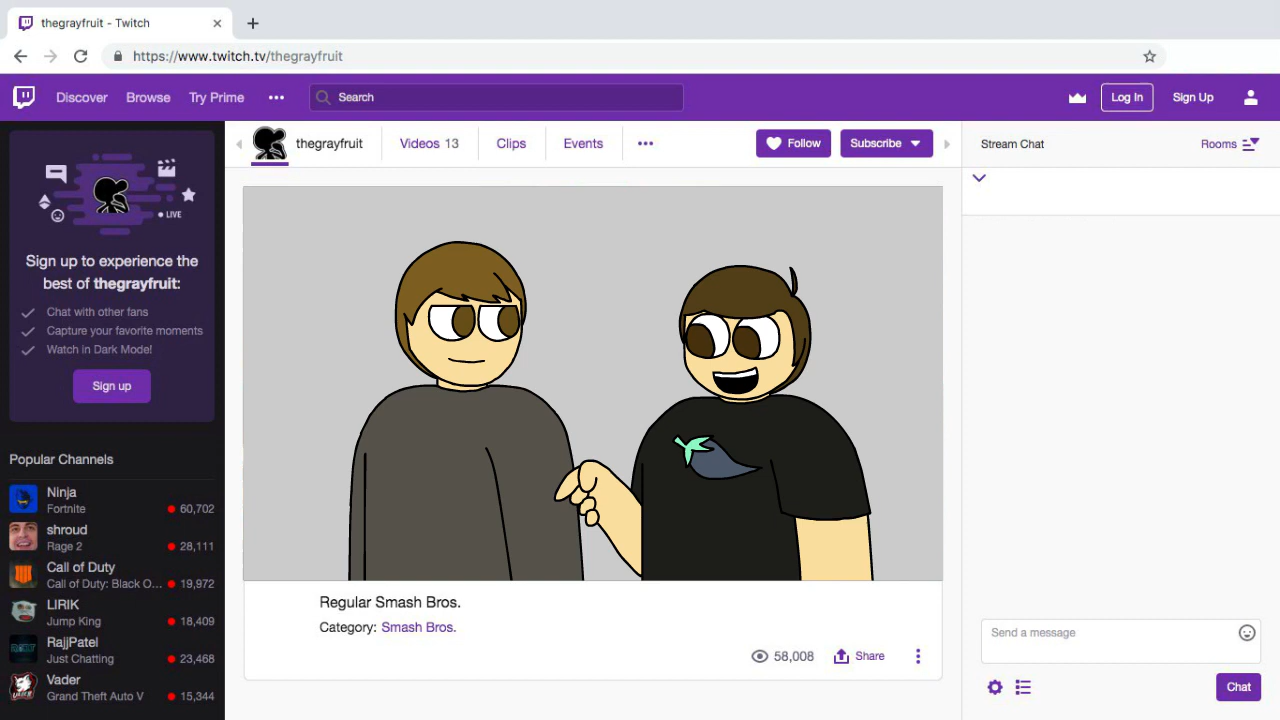 thegrayfruit - Twitch
https://www.twitch.tv/thegrayfruit
Discover Browse Try Prime Search Log In Sign Up
thegrayfruit Videos 13 Clips Events Follow Subscribe
Stream Chat Rooms
LIVE
Sign up to experience the
best of thegrayfruit:
Chat with other fans
Capture your favorite moments
Watch in Dark Mode!
Sign up
Popular Channels
Ninja
Fortnite 60,702
shroud
Rage 2 28,111
Call of Duty
Call of Duty: Black O... 19,972
LIRIK
Jump King 18,409
RajjPatel
Just Chatting 23,468
Vader
Grand Theft Auto V 15,344
Regular Smash Bros.
Category: Smash Bros.
58,008 Share
Send a message
Chat